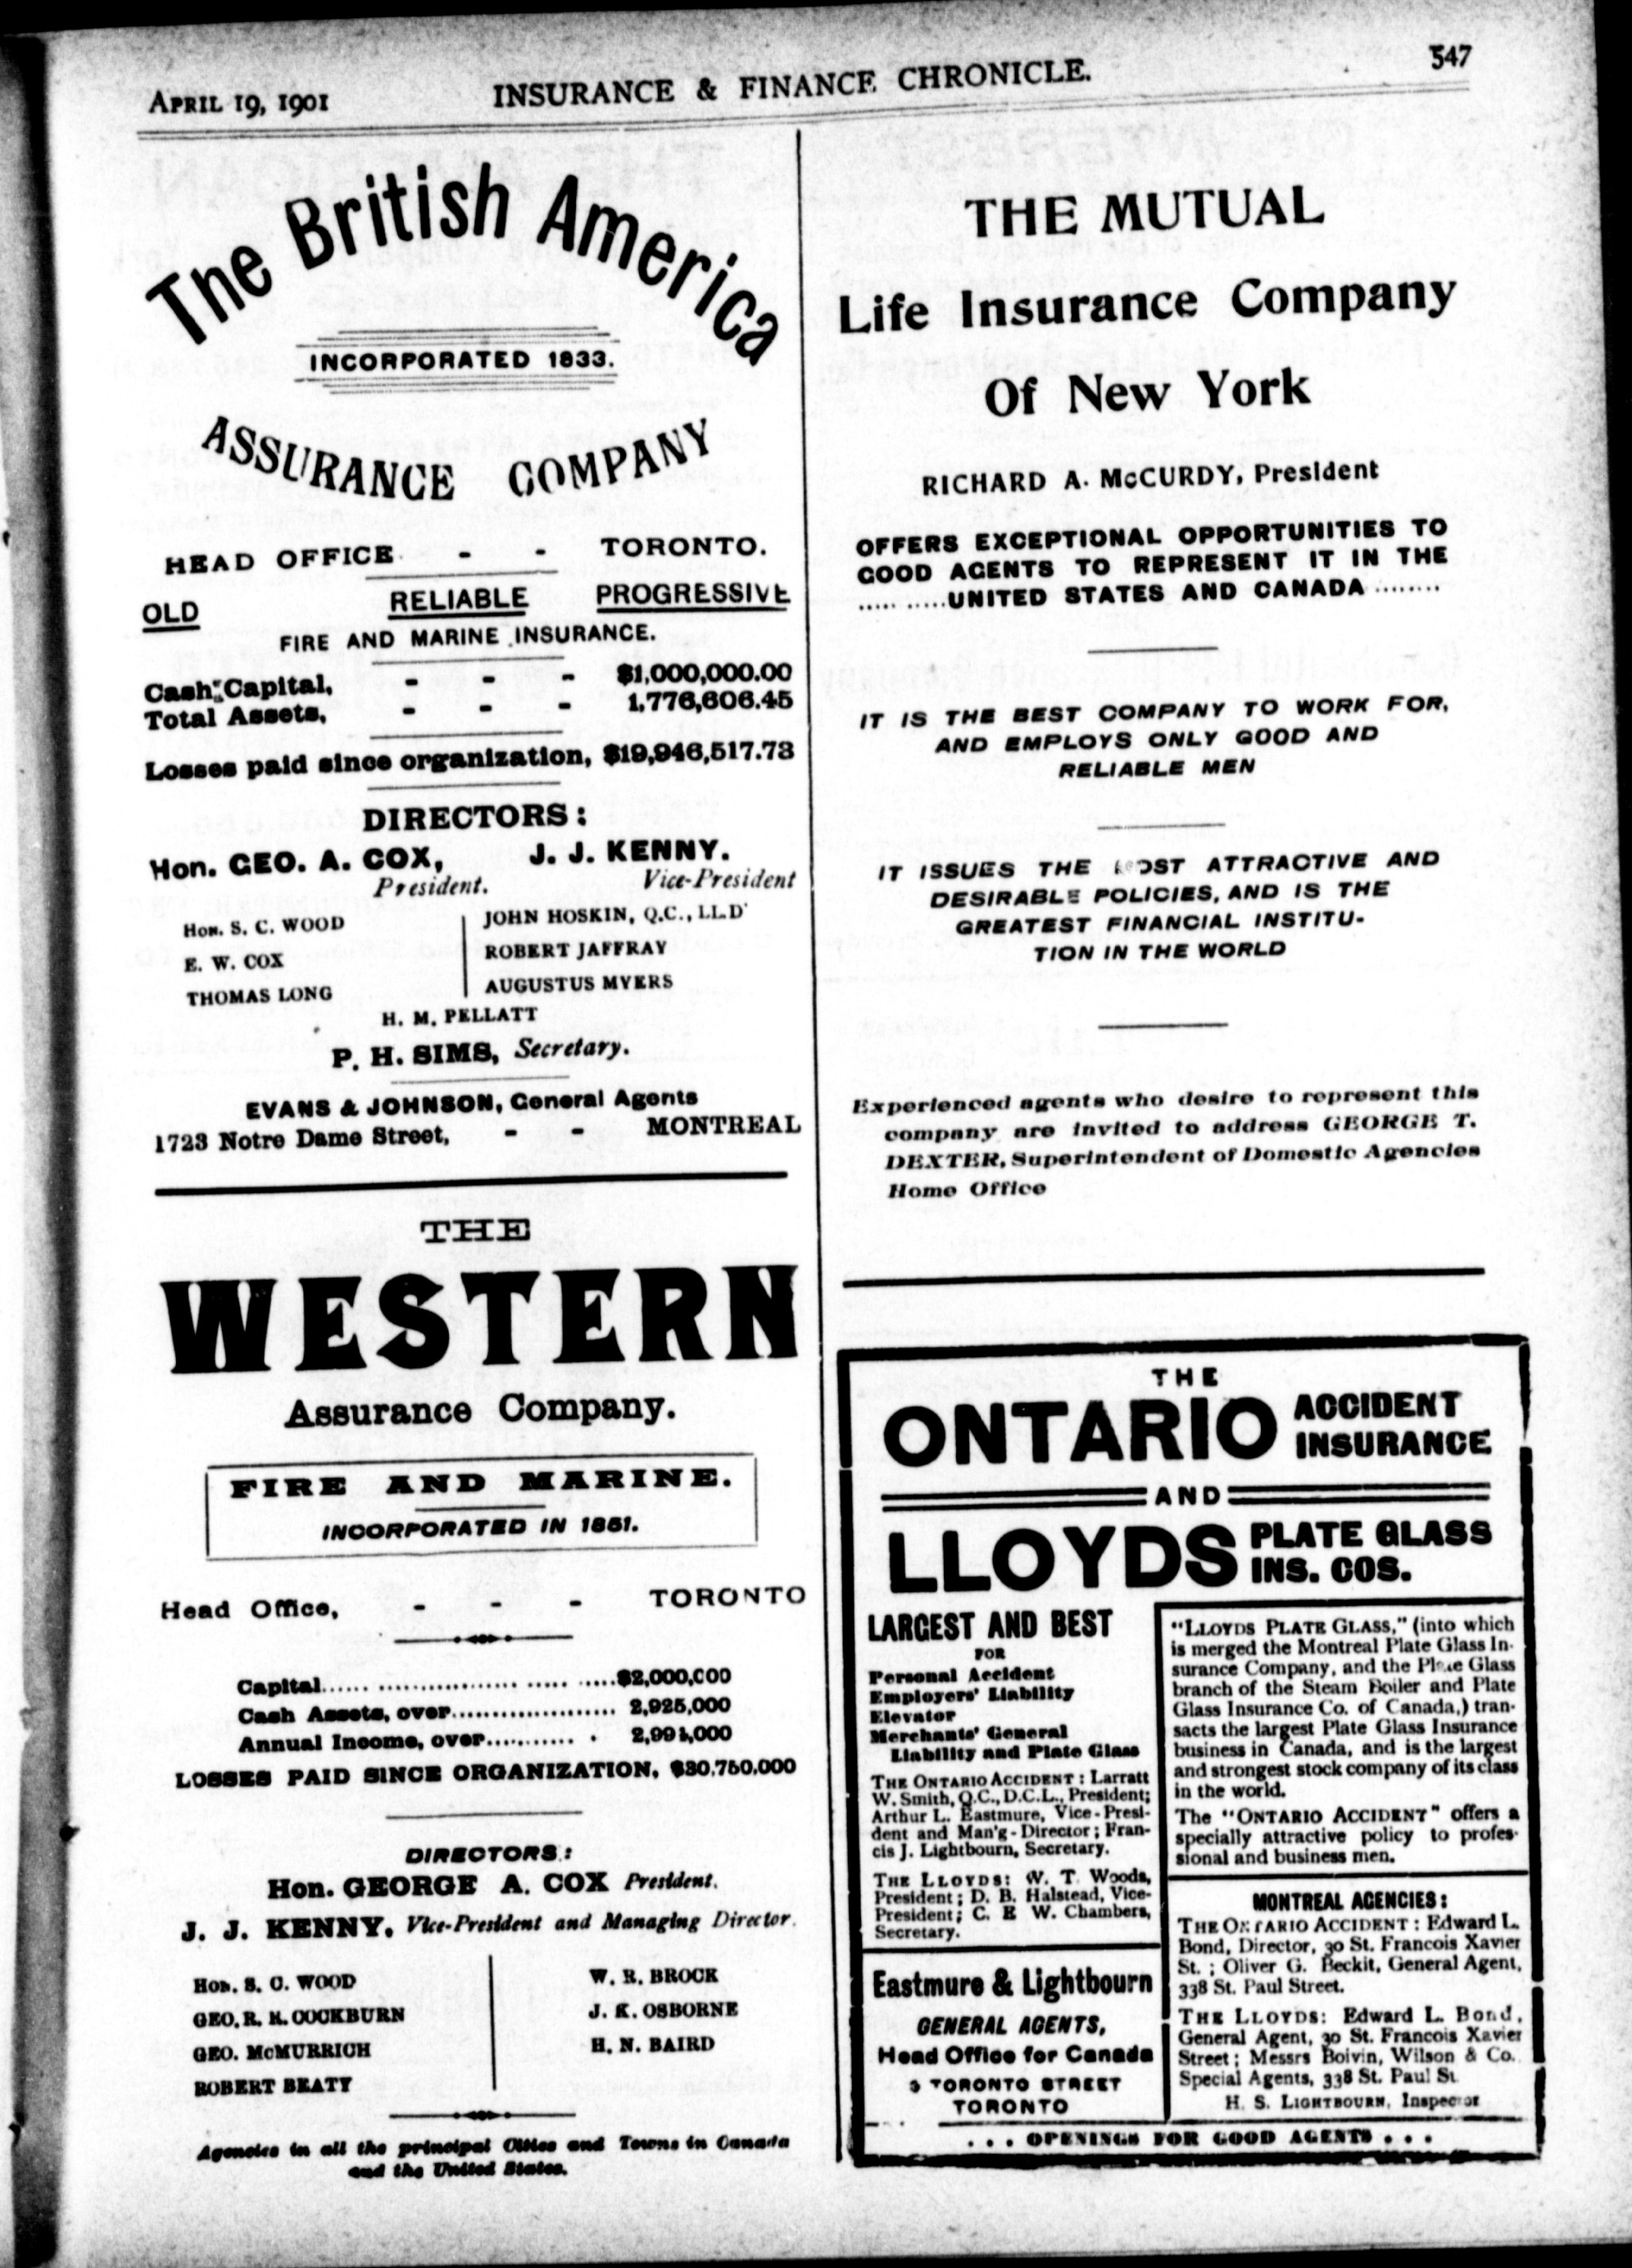 APRIL 19, 1901 INSURANCE & FINANCE CHRONICLE. 547
The British America
INCORPORATED 1833.
ASSURANCE COMPANY
HEAD OFFICE - - TORONTO.
OLD RELIABLE PROGRESSIVE
FIRE AND MARINE INSURANCE.
Cash Capital, - - - $1,000,000.00
Total Assets, - - - 1,776,606.45
Losses paid since organization, $19,946,517.73
DIRECTORS:
Hon. GEO. A. COX, J. J. KENNY.
President. Vice-President
HON. S. C. WOOD JOHN HOSKIN, Q.C., LL.D
E. W. COX ROBERT JAFFRAY
THOMAS LONG AUGUSTUS MYERS
H. M. PELLATT
P. H. SIMS, Secretary.
EVANS & JOHNSON, General Agents
1723 Notre Dame Street, - - MONTREAL
THE
WESTERN
Assurance Company.
FIRE AND MARINE.
INCORPORATED IN 1851.
Head Office, - - - TORONTO
Capital.................................$2,000,000
Cash Assets, over..................... 2,925,000
Annual Income, over............ .
LOSSES PAID SINCE ORGANIZATION, $30,750,000
DIRECTORS:
Hon. GEORGE A. COX President.
J. J. KENNY, Vice-President and Managing Director.
HON. S. C. WOOD W. R. BROCK
GEO. R. R. COCKBURN J. K. OSBORNE
GEO. McMURRICH H. N. BAIRD
ROBERT BEATY
Agencies in all the principal Cities and Towns in Canada
and the United States.
THE MUTUAL
Life Insurance Company
Of New York
RICHARD A. McCURDY, President
OFFERS EXCEPTIONAL OPPORTUNITIES TO
GOOD AGENTS TO REPRESENT IT IN THE
..........UNITED STATES AND CANADA........
IT IS THE BEST COMPANY TO WORK FOR,
AND EMPLOYS ONLY GOOD AND
RELIABLE MEN
IT ISSUES THE MOST ATTRACTIVE AND
DESIRABLE POLICIES, AND IS THE
GREATEST FINANCIAL INSTITU-
TION IN THE WORLD
Experienced agents who desire to represent this
company are invited to address GEORGE T.
DEXTER, Superintendent of Domestic Agencies
Home Office
THE
ONTARIO ACCIDENT
INSURANCE
AND
LLOYDS PLATE GLASS
INS. COS.
LARGEST AND BEST
FOR
Personal Accident
Employers' Liability
Elevator
Merchants' General
Liability and Plate Glass
THE ONTARIO ACCIDENT: Larratt
W. Smith, Q.C., D.C.L., President;
Arthur L. Eastmure, Vice-Presi-
dent and Man'g-Director; Fran-
cis J. Lightbourn, Secretary.
THE LLOYDS: W. T. Woods,
President; D. B. Halstead, Vice-
President; C. E W. Chambers,
Secretary.
Eastmure & Lightbourn
GENERAL AGENTS,
Head Office for Canada
3 TORONTO STREET
TORONTO
"LLOYDS PLATE GLASS," (into which
is merged the Montreal Plate Glass In-
surance Company, and the Plate Glass
branch of the Steam Boiler and Plate
Glass Insurance Co. of Canada,) tran-
sacts the largest Plate Glass Insurance
business in Canada, and is the largest
and strongest stock company of its class
in the world.
The "ONTARIO ACCIDENT" offers a
specially attractive policy to profes-
sional and business men.
MONTREAL AGENCIES:
THE ONTARIO ACCIDENT: Edward L.
Bond, Director, 30 St. Francois Xavier
St.; Oliver G. Beckit, General Agent,
338 St. Paul Street.
THE LLOYDS: Edward L. Bond,
General Agent, 30 St. Francois Xavier
Street; Messrs Boivin, Wilson & Co.
Special Agents, 338 St. Paul St.
H. S. LIGHTBOURN, Inspector
. . . OPENINGS FOR GOOD AGENTS . . .